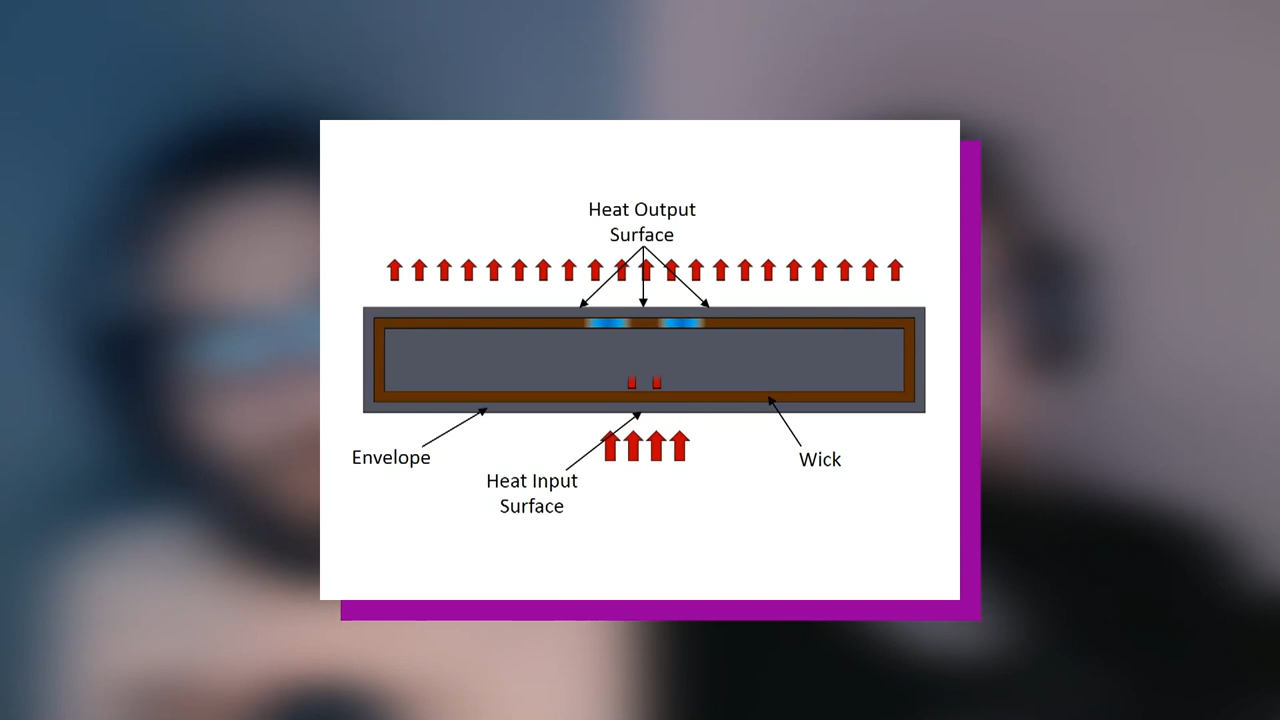 Heat Output
Surface
Envelope
Heat Input
Surface
Wick